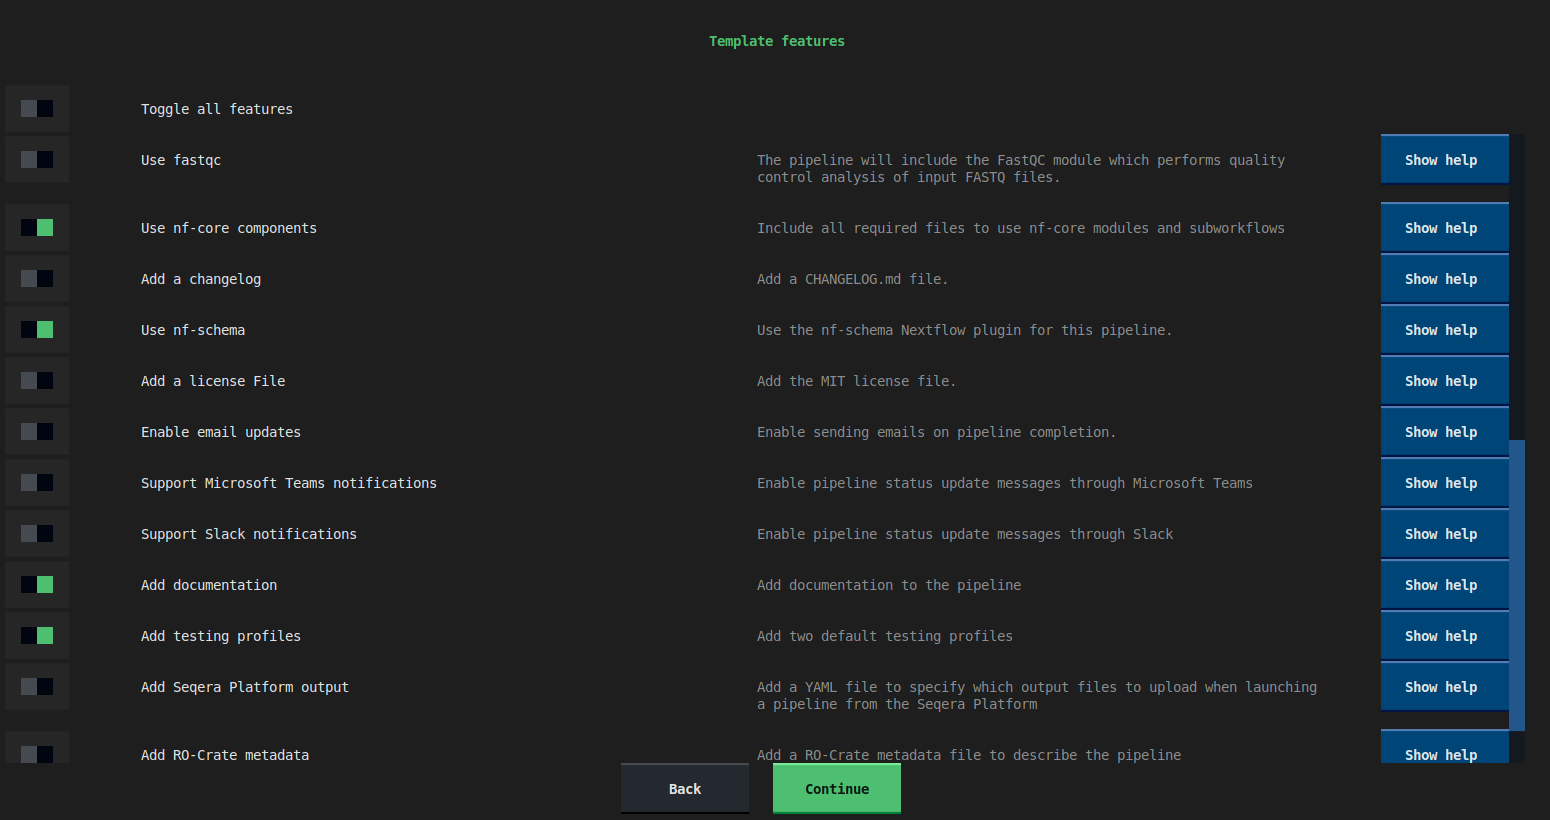 Template features
Toggle all features
Use fastqc The pipeline will include the FastQC module which performs quality Show help
control analysis of input FASTQ files.
Use nf-core components Include all required files to use nf-core modules and subworkflows Show help
Add a changelog Add a CHANGELOG.md file. Show help
Use nf-schema Use the nf-schema Nextflow plugin for this pipeline. Show help
Add a license File Add the MIT license file. Show help
Enable email updates Enable sending emails on pipeline completion. Show help
Support Microsoft Teams notifications Enable pipeline status update messages through Microsoft Teams Show help
Support Slack notifications Enable pipeline status update messages through Slack Show help
Add documentation Add documentation to the pipeline Show help
Add testing profiles Add two default testing profiles Show help
Add Seqera Platform output Add a YAML file to specify which output files to upload when launching Show help
a pipeline from the Seqera Platform
Add RO-Crate metadata Add a RO-Crate metadata file to describe the pipeline Show help
Back Continue